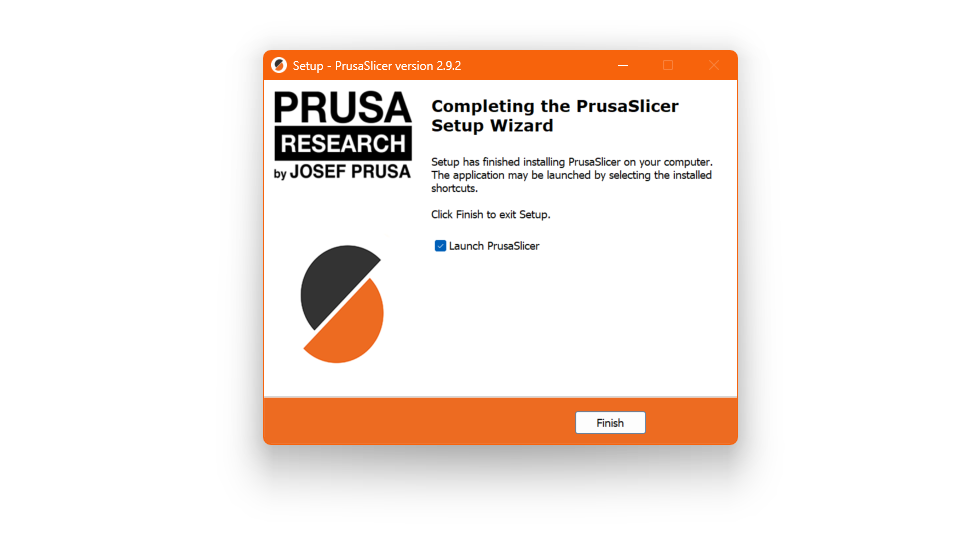 Setup - PrusaSlicer version 2.9.2
PRUSA
RESEARCH
by JOSEF PRUSA
Completing the PrusaSlicer
Setup Wizard
Setup has finished installing PrusaSlicer on your computer.
The application may be launched by selecting the installed
shortcuts.
Click Finish to exit Setup.
Launch PrusaSlicer
Finish